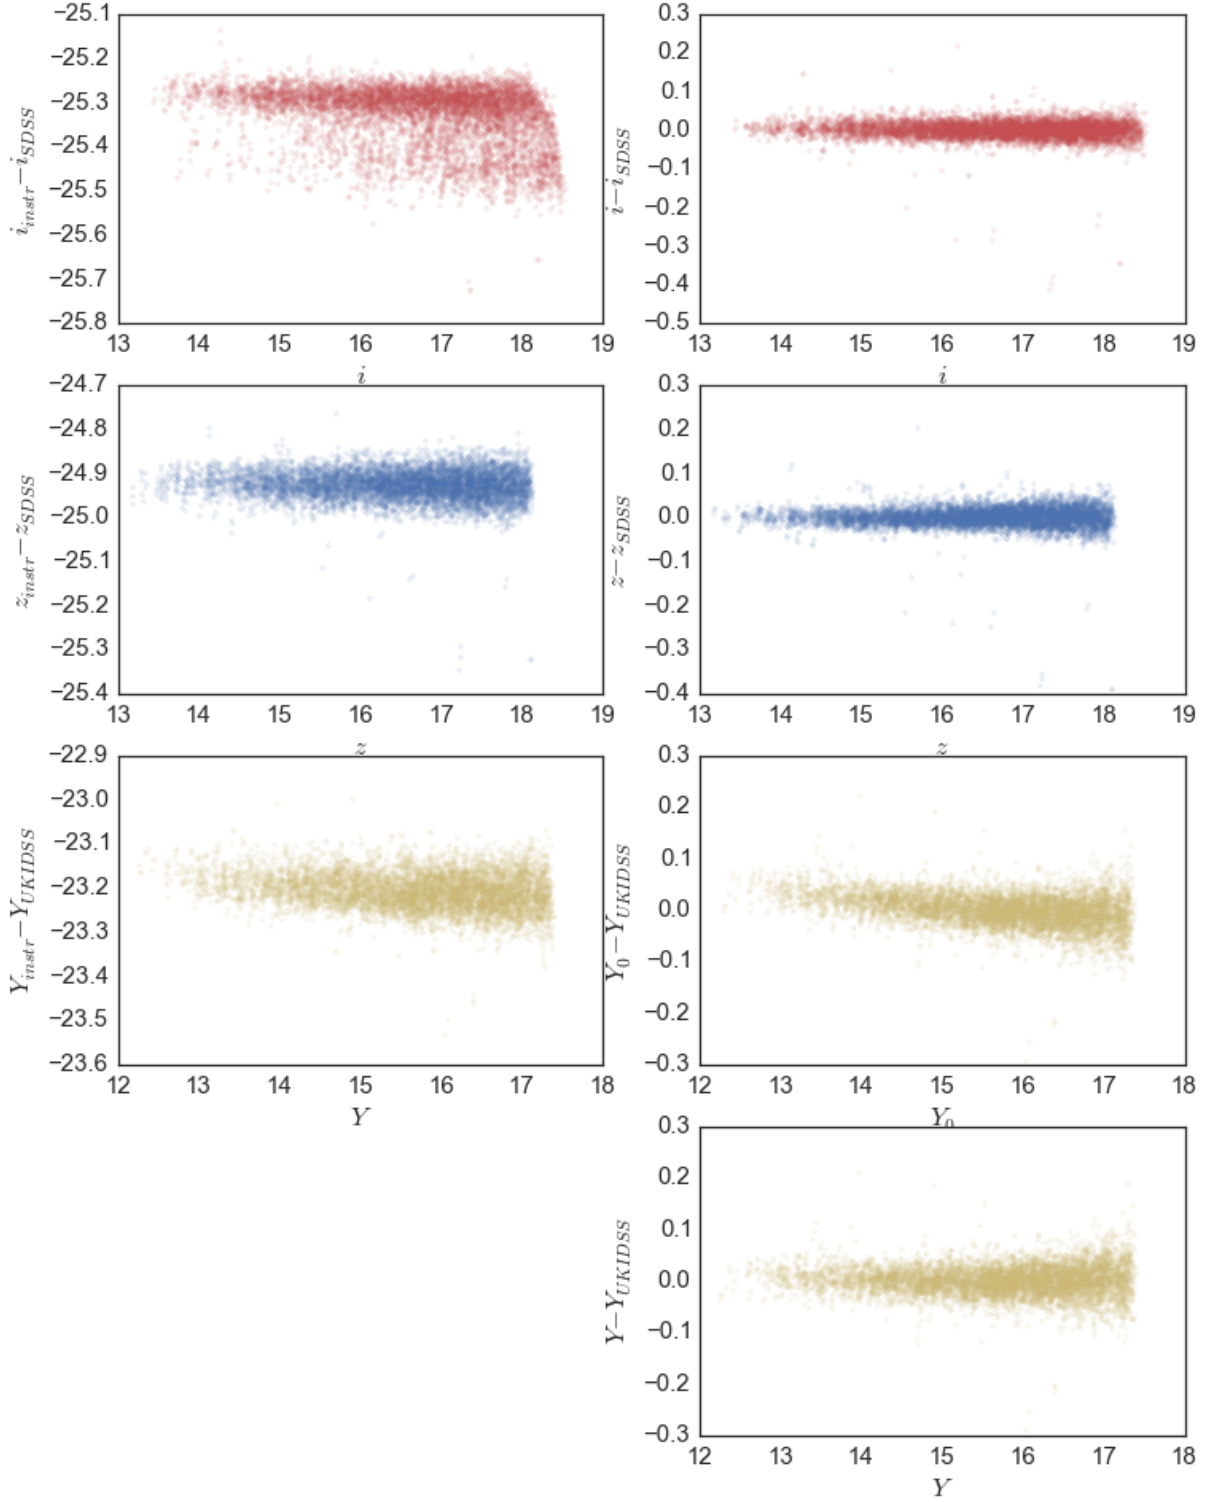 −25.1
−25.2
−25.3
−25.4
−25.5
−25.6
−25.7
−25.8
i_instr − i_SDSS
13 14 15 16 17 18 19
i
0.3
0.2
0.1
0.0
−0.1
−0.2
−0.3
−0.4
−0.5
i − i_SDSS
13 14 15 16 17 18 19
i
−24.7
−24.8
−24.9
−25.0
−25.1
−25.2
−25.3
−25.4
z_instr − z_SDSS
13 14 15 16 17 18 19
z
0.3
0.2
0.1
0.0
−0.1
−0.2
−0.3
−0.4
z − z_SDSS
13 14 15 16 17 18 19
z
−22.9
−23.0
−23.1
−23.2
−23.3
−23.4
−23.5
−23.6
Y_instr − Y_UKIDSS
12 13 14 15 16 17 18
Y
0.3
0.2
0.1
0.0
−0.1
−0.2
−0.3
Y_0 − Y_UKIDSS
12 13 14 15 16 17 18
Y_0
0.3
0.2
0.1
0.0
−0.1
−0.2
−0.3
Y − Y_UKIDSS
12 13 14 15 16 17 18
Y